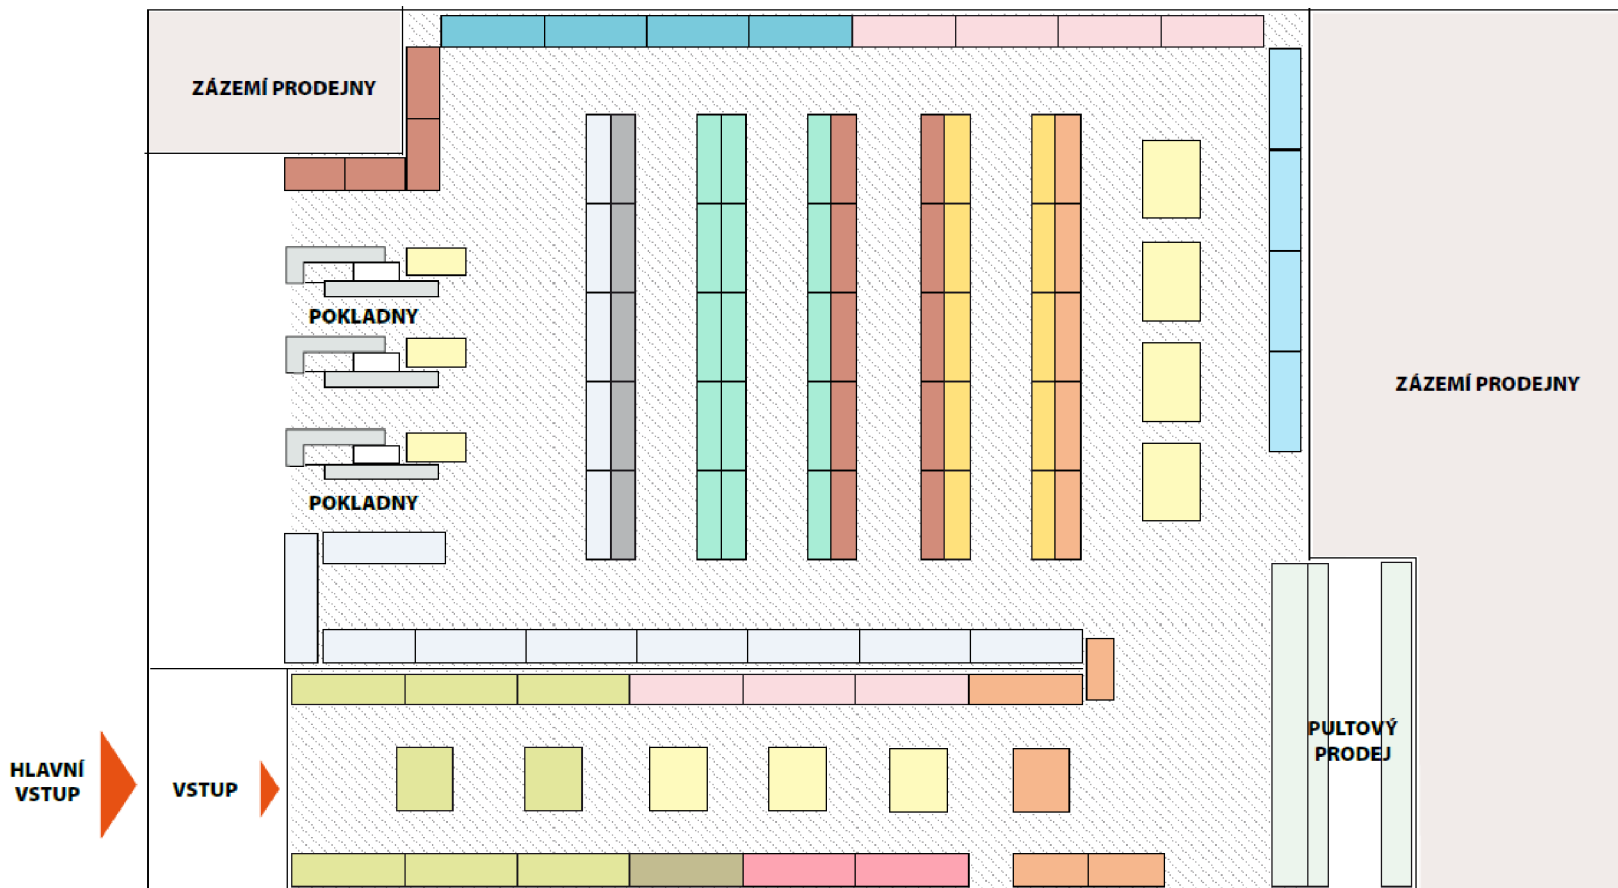 ZÁZEMÍ PRODEJNY
POKLADNY
ZÁZEMÍ PRODEJNY
POKLADNY
PULTOVÝ
PRODEJ
HLAVNÍ
VSTUP
VSTUP